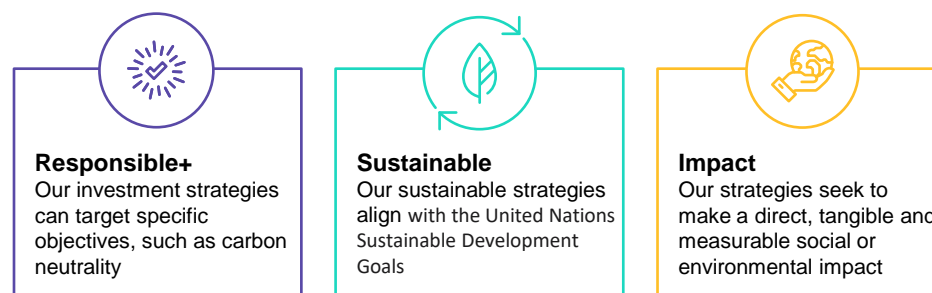 Responsible+
Our investment strategies
can target specific
objectives, such as carbon
neutrality
Sustainable
Our sustainable strategies
align with the United Nations
Sustainable Development
Goals
Impact
Our strategies seek to
make a direct, tangible and
measurable social or
environmental impact